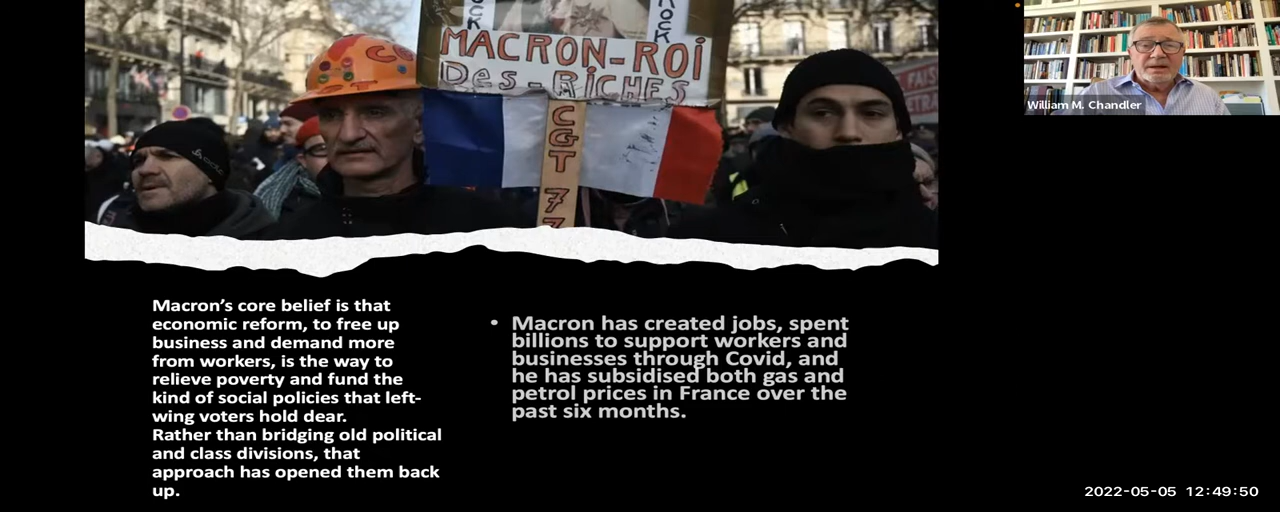 ROCK
ROCK
MACRON-ROi
Des-RiCHES
CGT 77
FAIS
ETRA
William M. Chandler
Macron’s core belief is that
economic reform, to free up
business and demand more
from workers, is the way to
relieve poverty and fund the
kind of social policies that left-
wing voters hold dear.
Rather than bridging old political
and class divisions, that
approach has opened them back
up.
• Macron has created jobs, spent
billions to support workers and
businesses through Covid, and
he has subsidised both gas and
petrol prices in France over the
past six months.
2022-05-05 12:49:50